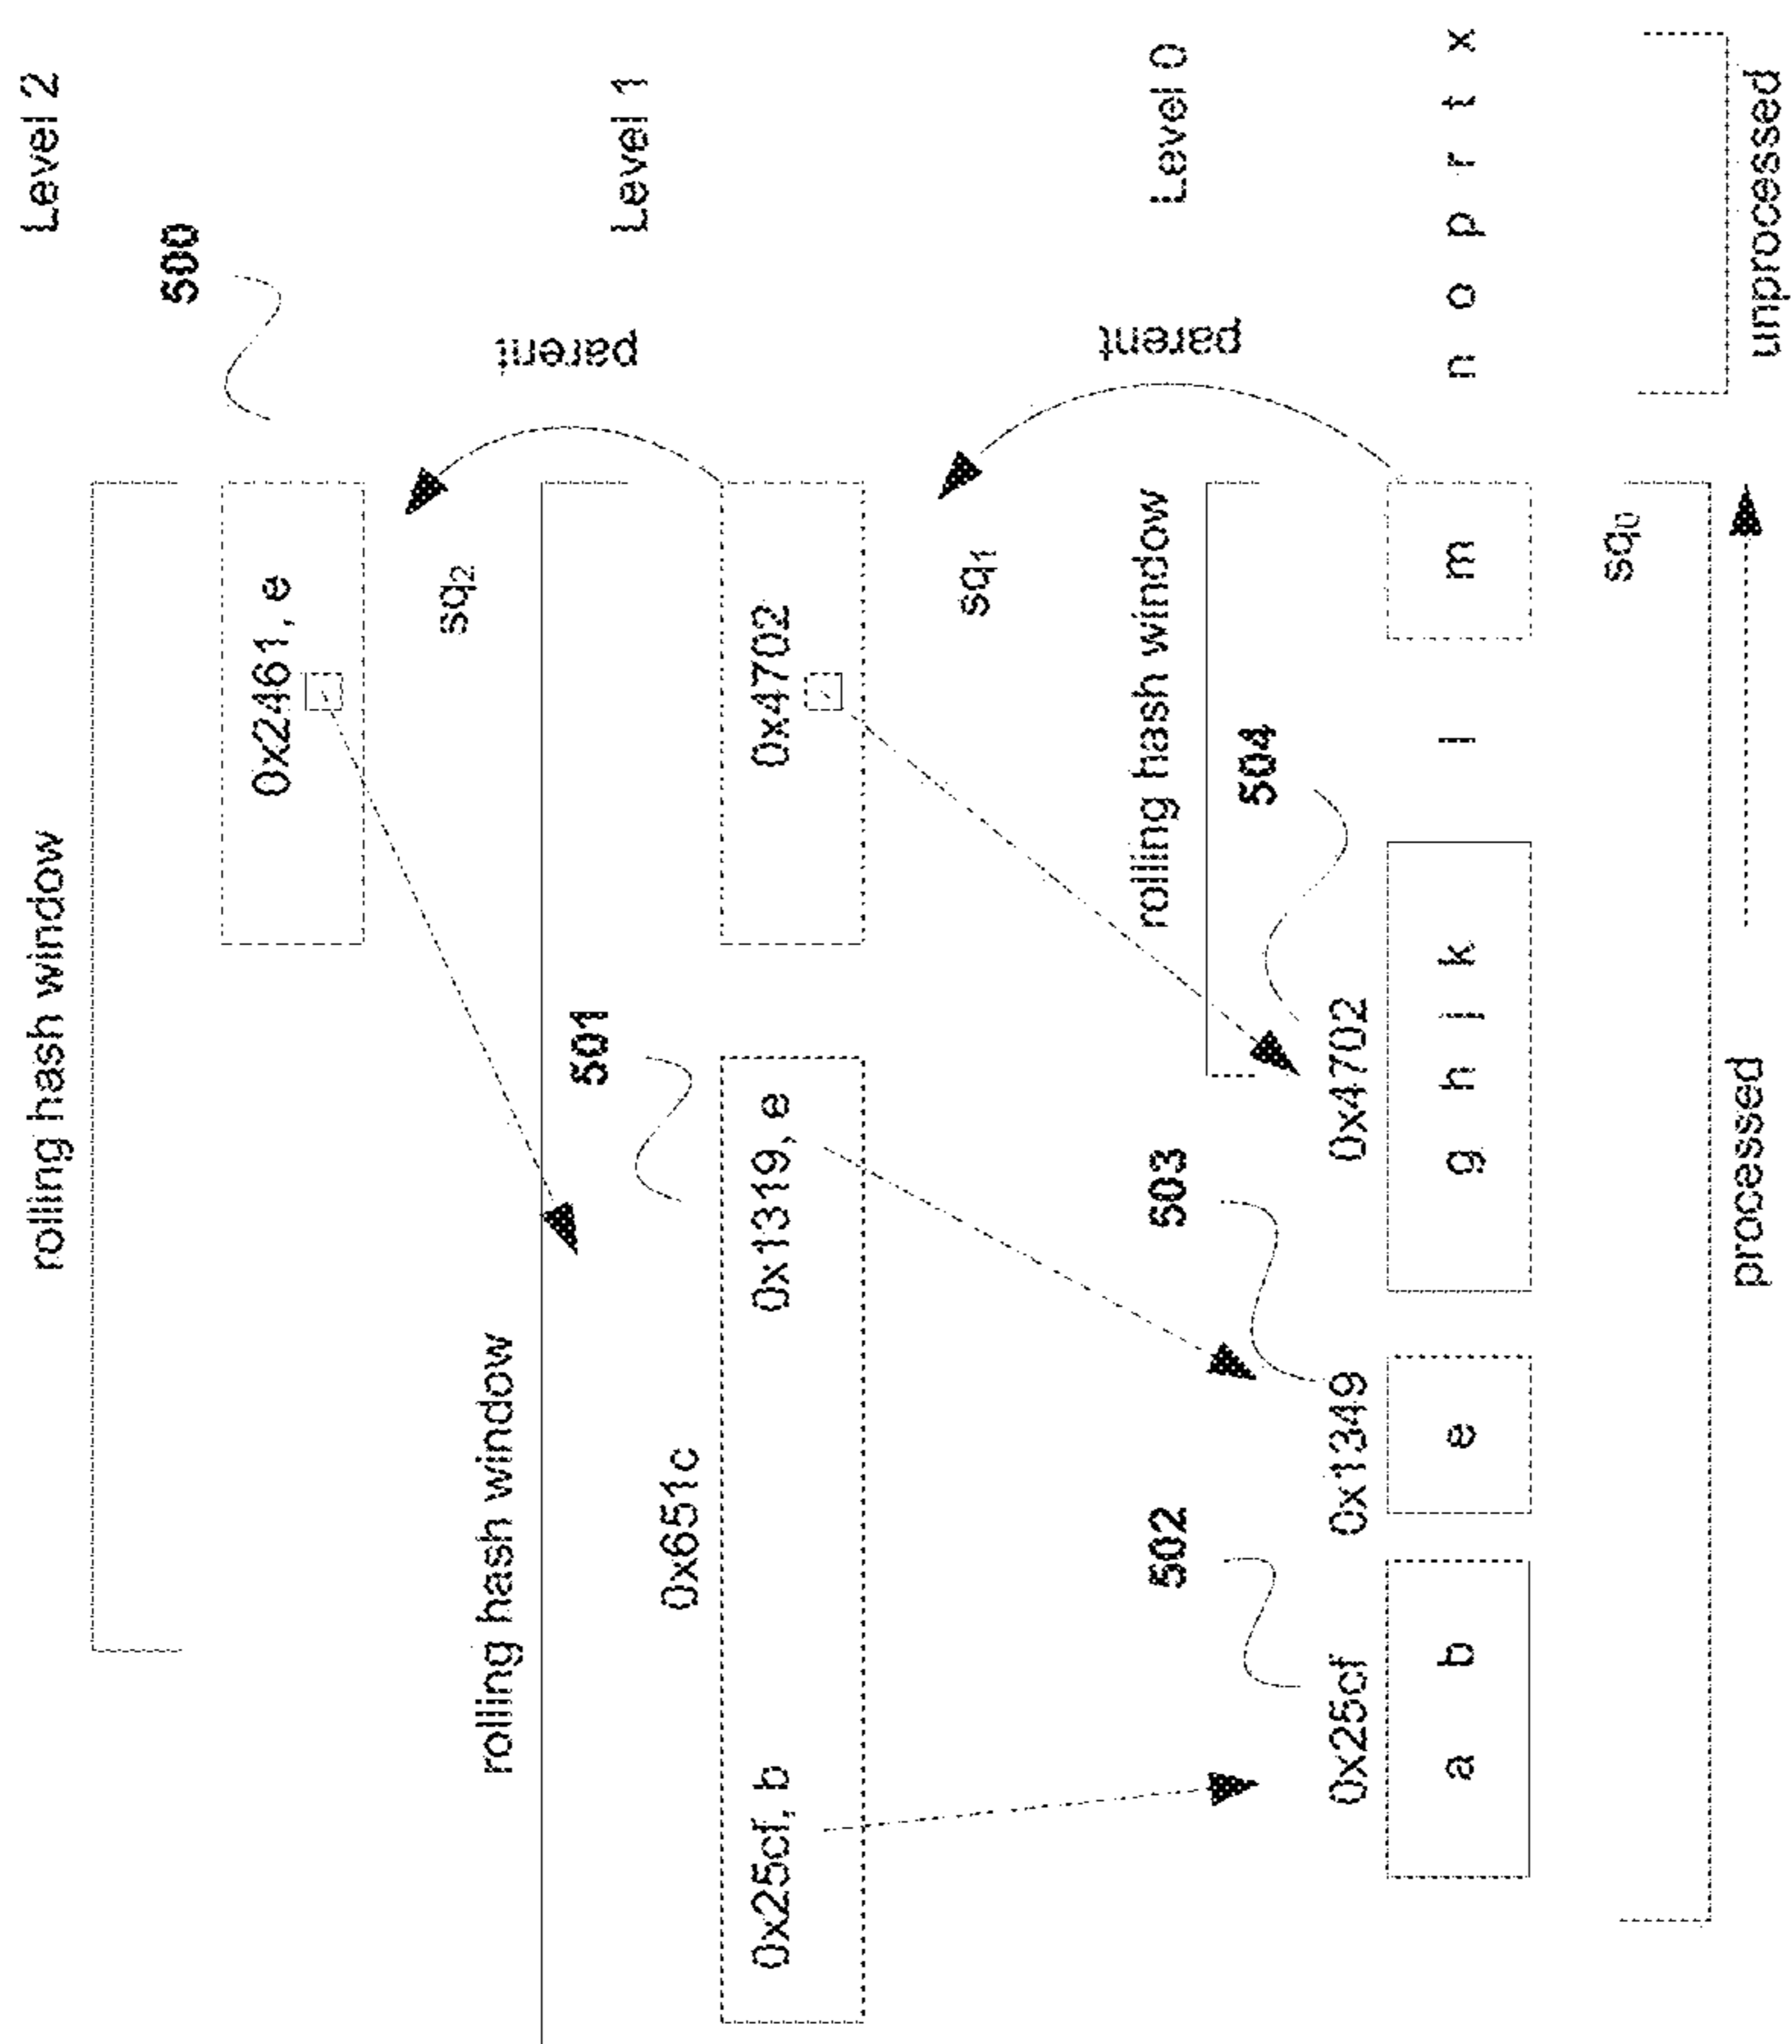 Level 2
rolling hash window
500
0x2461, e
sq2
parent
Level 1
rolling hash window
501
0x651c
0x25cf, b
0x1319, e
0x4702
sq1
parent
Level 0
rolling hash window
502
503
504
0x25cf
0x1349
0x4702
a b e g h i k l m n o p r t x
sq0
processed
unprocessed